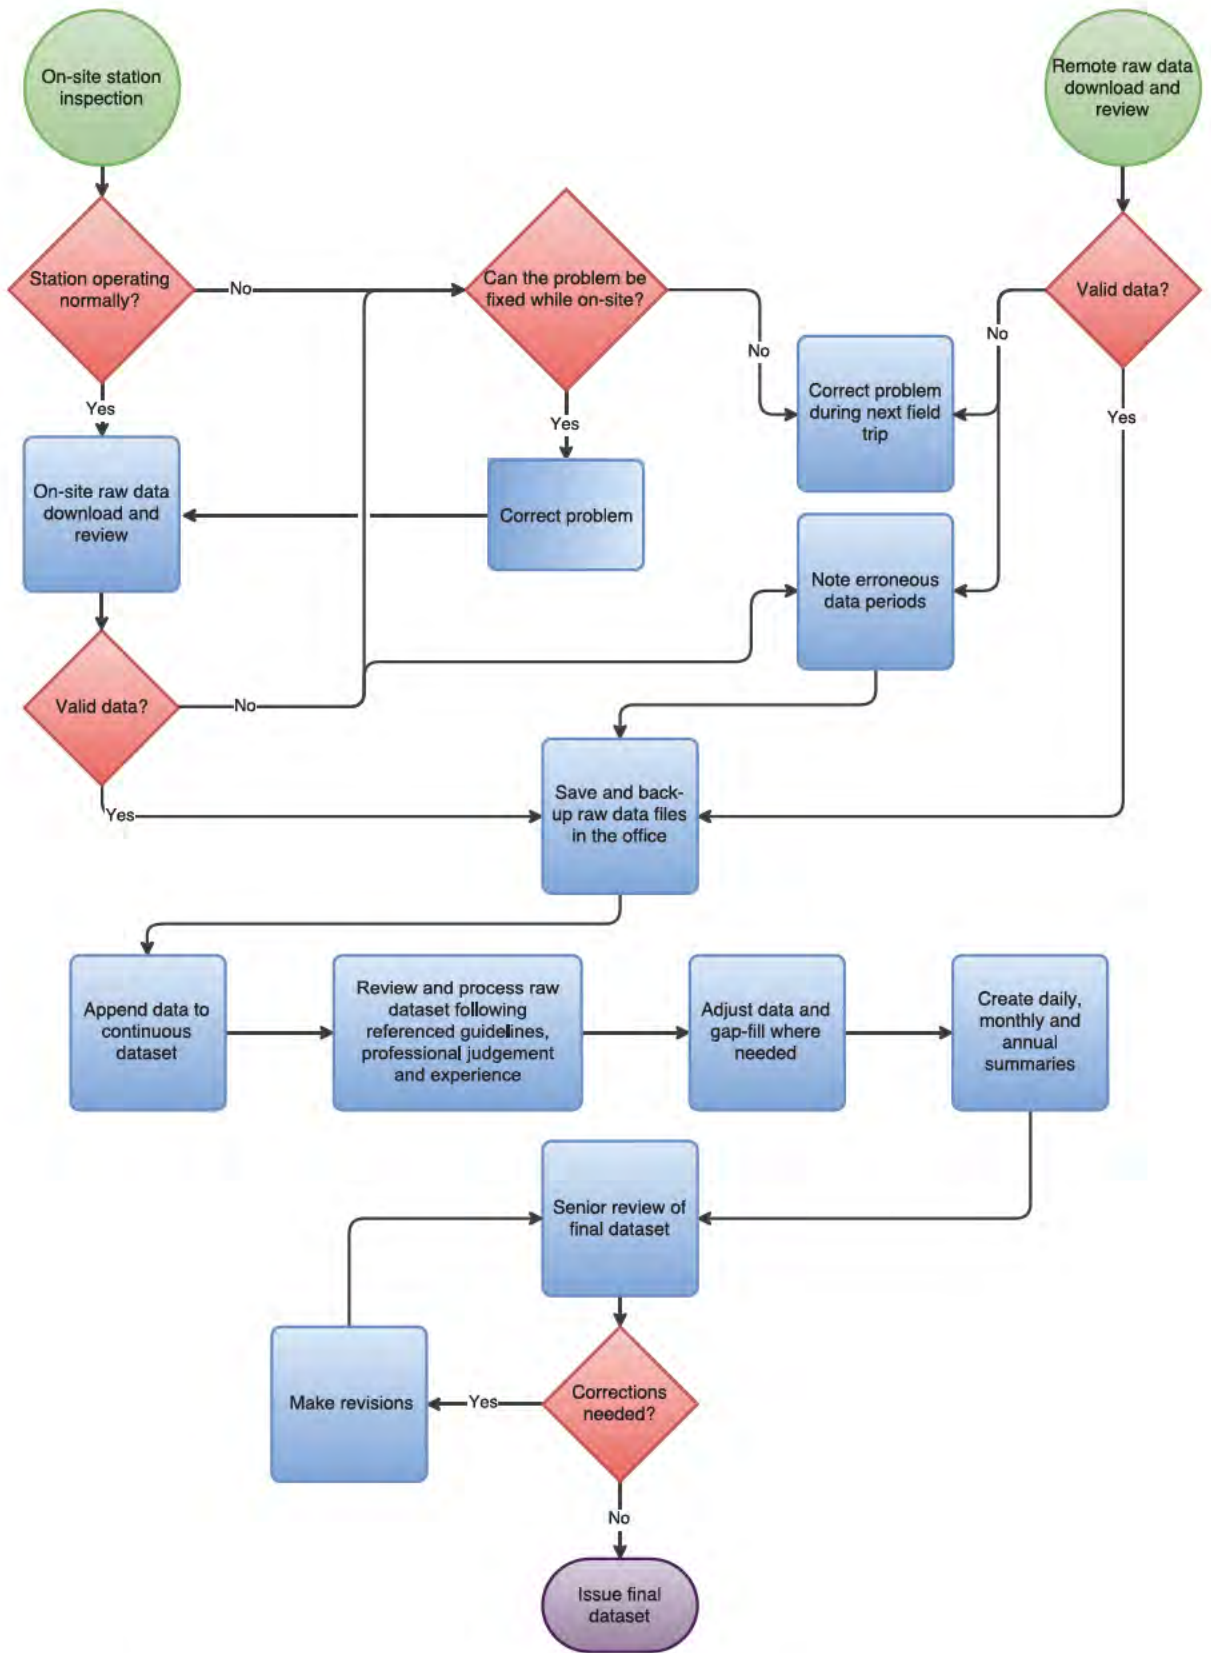 On-site station
inspection
Remote raw data
download and
review
Station operating
normally?
No
Can the problem be
fixed while on-site?
No
Valid data?
No
Yes
Yes
Yes
Correct problem
during next field
trip
On-site raw data
download and
review
Correct problem
Note erroneous
data periods
Valid data?
No
Yes
Save and back-
up raw data files
in the office
Append data to
continuous
dataset
Review and process raw
dataset following
referenced guidelines,
professional judgement
and experience
Adjust data and
gap-fill where
needed
Create daily,
monthly and
annual
summaries
Senior review of
final dataset
Make revisions
Yes
Corrections
needed?
No
Issue final
dataset